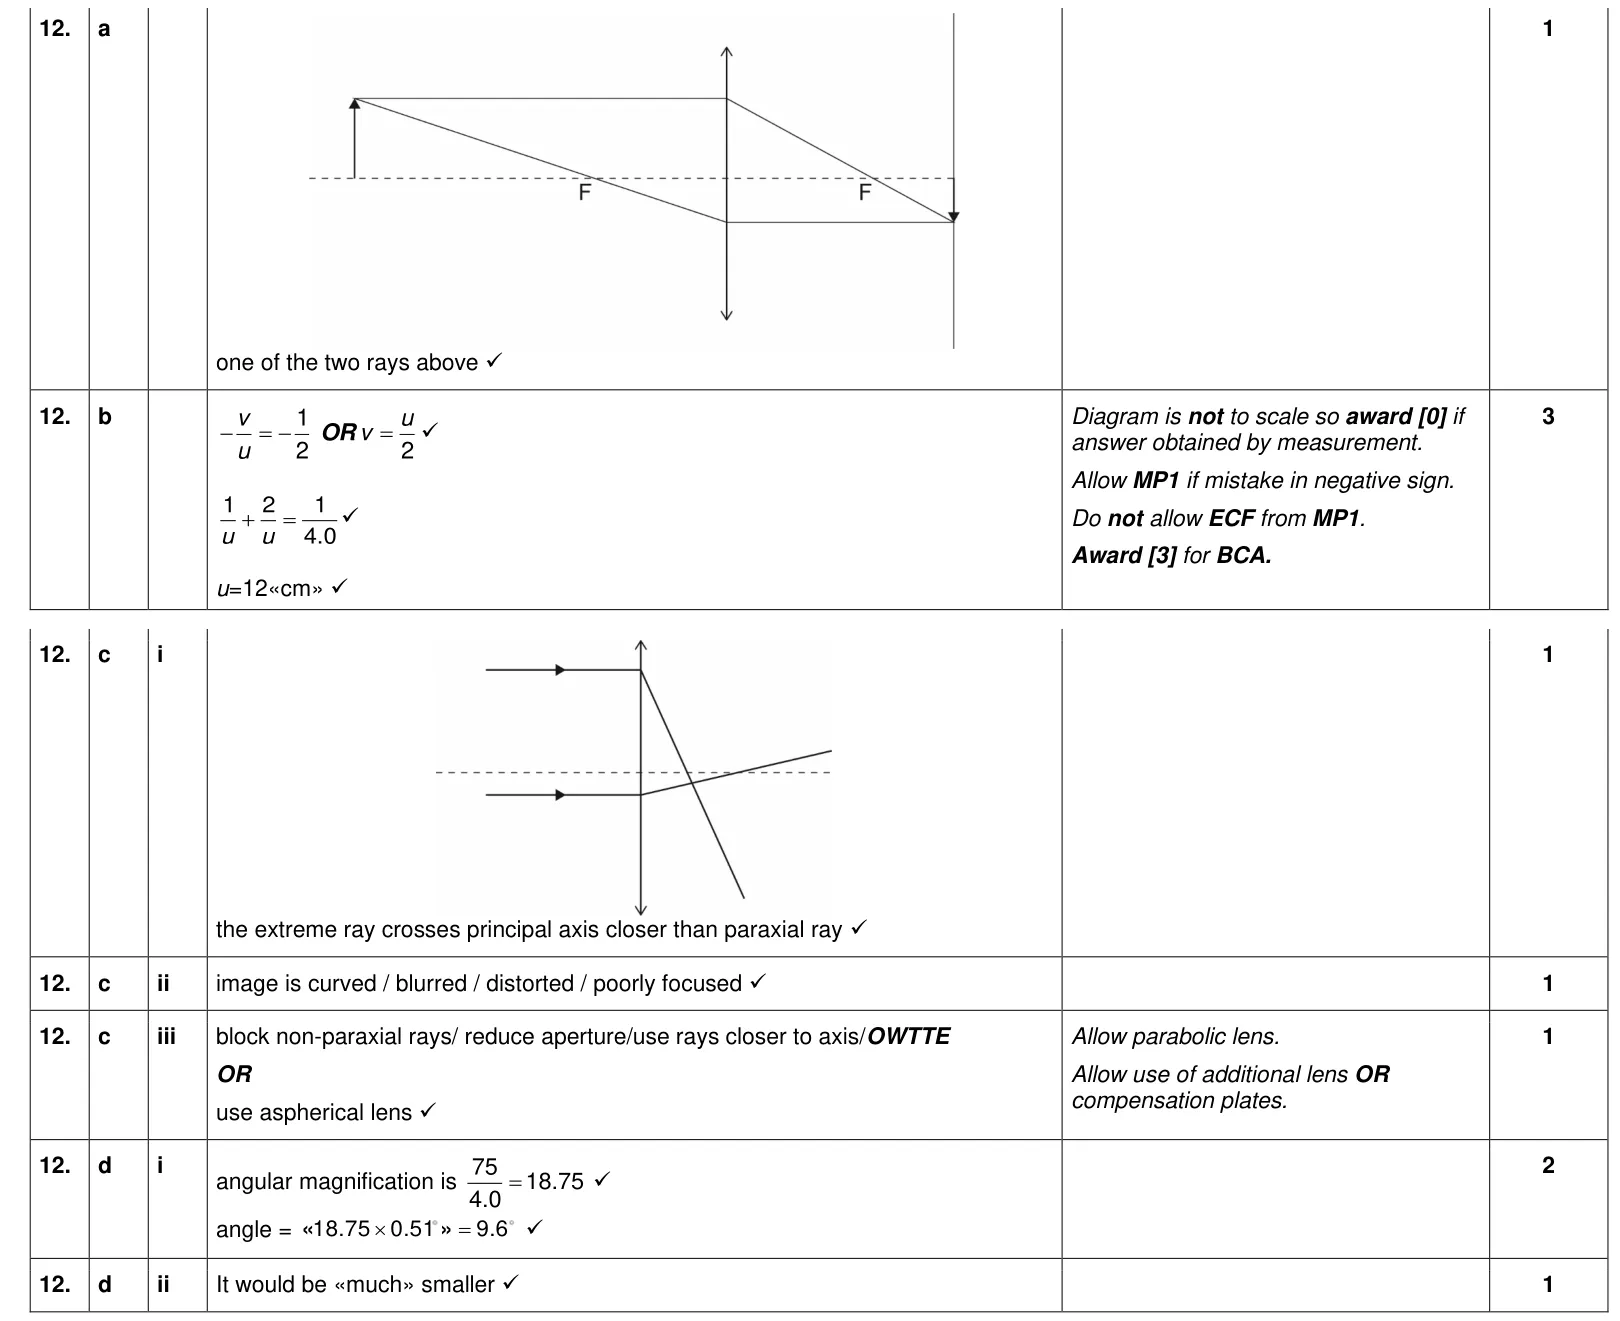 12. a 1
F F
one of the two rays above ✓
12. b −v/u = −1/2 OR v = u/2 ✓ Diagram is not to scale so award [0] if 3
answer obtained by measurement.
Allow MP1 if mistake in negative sign.
1/u + 2/u = 1/4.0 ✓ Do not allow ECF from MP1.
Award [3] for BCA.
u=12«cm» ✓
12. c i 1
the extreme ray crosses principal axis closer than paraxial ray ✓
12. c ii image is curved / blurred / distorted / poorly focused ✓ 1
12. c iii block non-paraxial rays/ reduce aperture/use rays closer to axis/OWTTE Allow parabolic lens. 1
OR Allow use of additional lens OR
compensation plates.
use aspherical lens ✓
12. d i angular magnification is 75/4.0 = 18.75 ✓ 2
angle = «18.75 × 0.51°» = 9.6° ✓
12. d ii It would be «much» smaller ✓ 1